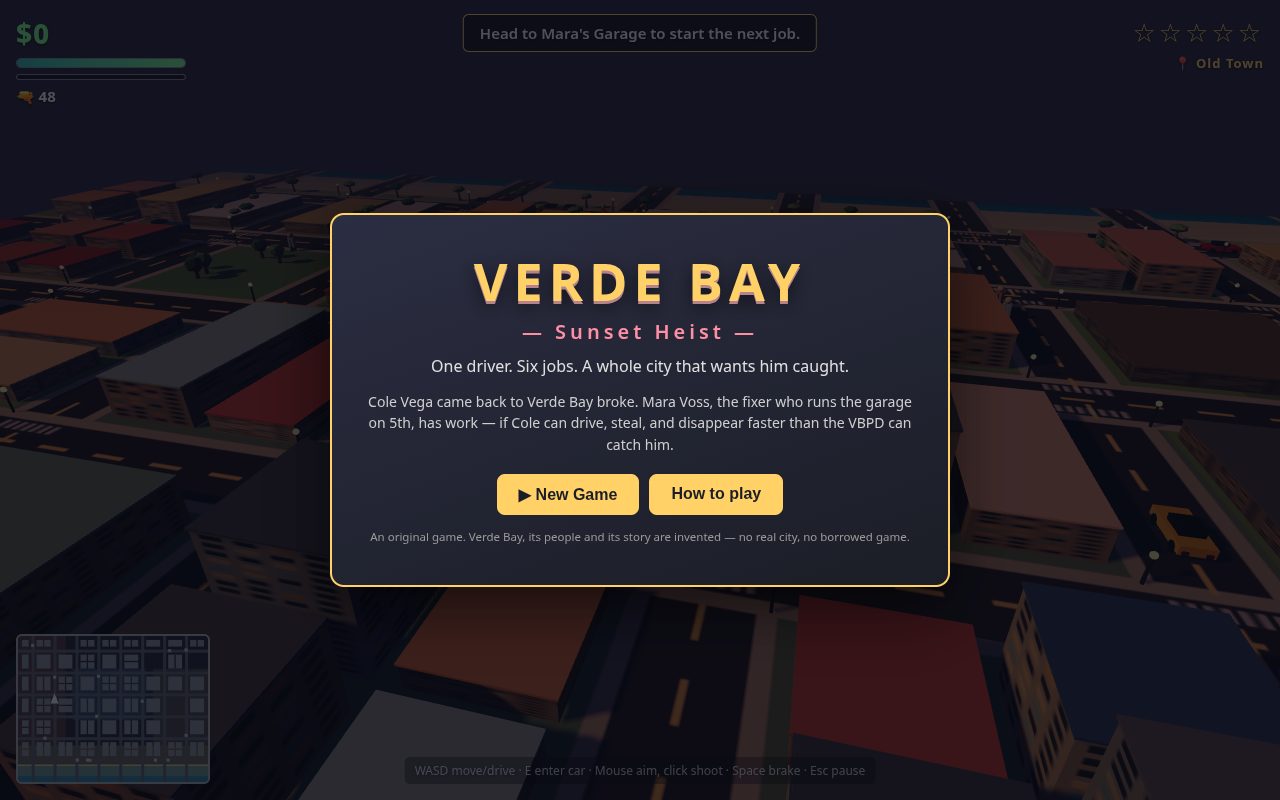 $0
Head to Mara's Garage to start the next job.
☆☆☆☆☆
📍 Old Town
🔫 48
VERDE BAY
— Sunset Heist —
One driver. Six jobs. A whole city that wants him caught.
Cole Vega came back to Verde Bay broke. Mara Voss, the fixer who runs the garage
on 5th, has work — if Cole can drive, steal, and disappear faster than the VBPD can
catch him.
▶ New Game
How to play
An original game. Verde Bay, its people and its story are invented — no real city, no borrowed game.
WASD move/drive · E enter car · Mouse aim, click shoot · Space brake · Esc pause